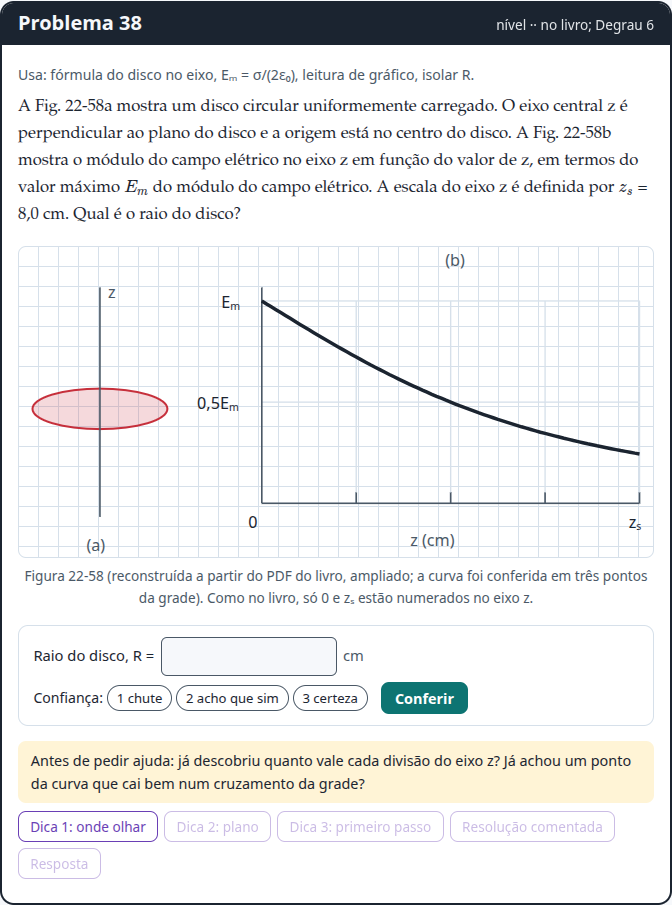 Problema 38
nível ·· no livro; Degrau 6
Usa: fórmula do disco no eixo, Eₘ = σ/(2ε₀), leitura de gráfico, isolar R.
A Fig. 22-58a mostra um disco circular uniformemente carregado. O eixo central z é
perpendicular ao plano do disco e a origem está no centro do disco. A Fig. 22-58b
mostra o módulo do campo elétrico no eixo z em função do valor de z, em termos do
valor máximo Eₘ do módulo do campo elétrico. A escala do eixo z é definida por zₛ =
8,0 cm. Qual é o raio do disco?
(b)
z
Eₘ
0,5Eₘ
0
zₛ
z (cm)
(a)
Figura 22-58 (reconstruída a partir do PDF do livro, ampliado; a curva foi conferida em três pontos
da grade). Como no livro, só 0 e zₛ estão numerados no eixo z.
Raio do disco, R =
cm
Confiança: 1 chute 2 acho que sim 3 certeza Conferir
Antes de pedir ajuda: já descobriu quanto vale cada divisão do eixo z? Já achou um ponto
da curva que cai bem num cruzamento da grade?
Dica 1: onde olhar Dica 2: plano Dica 3: primeiro passo Resolução comentada
Resposta